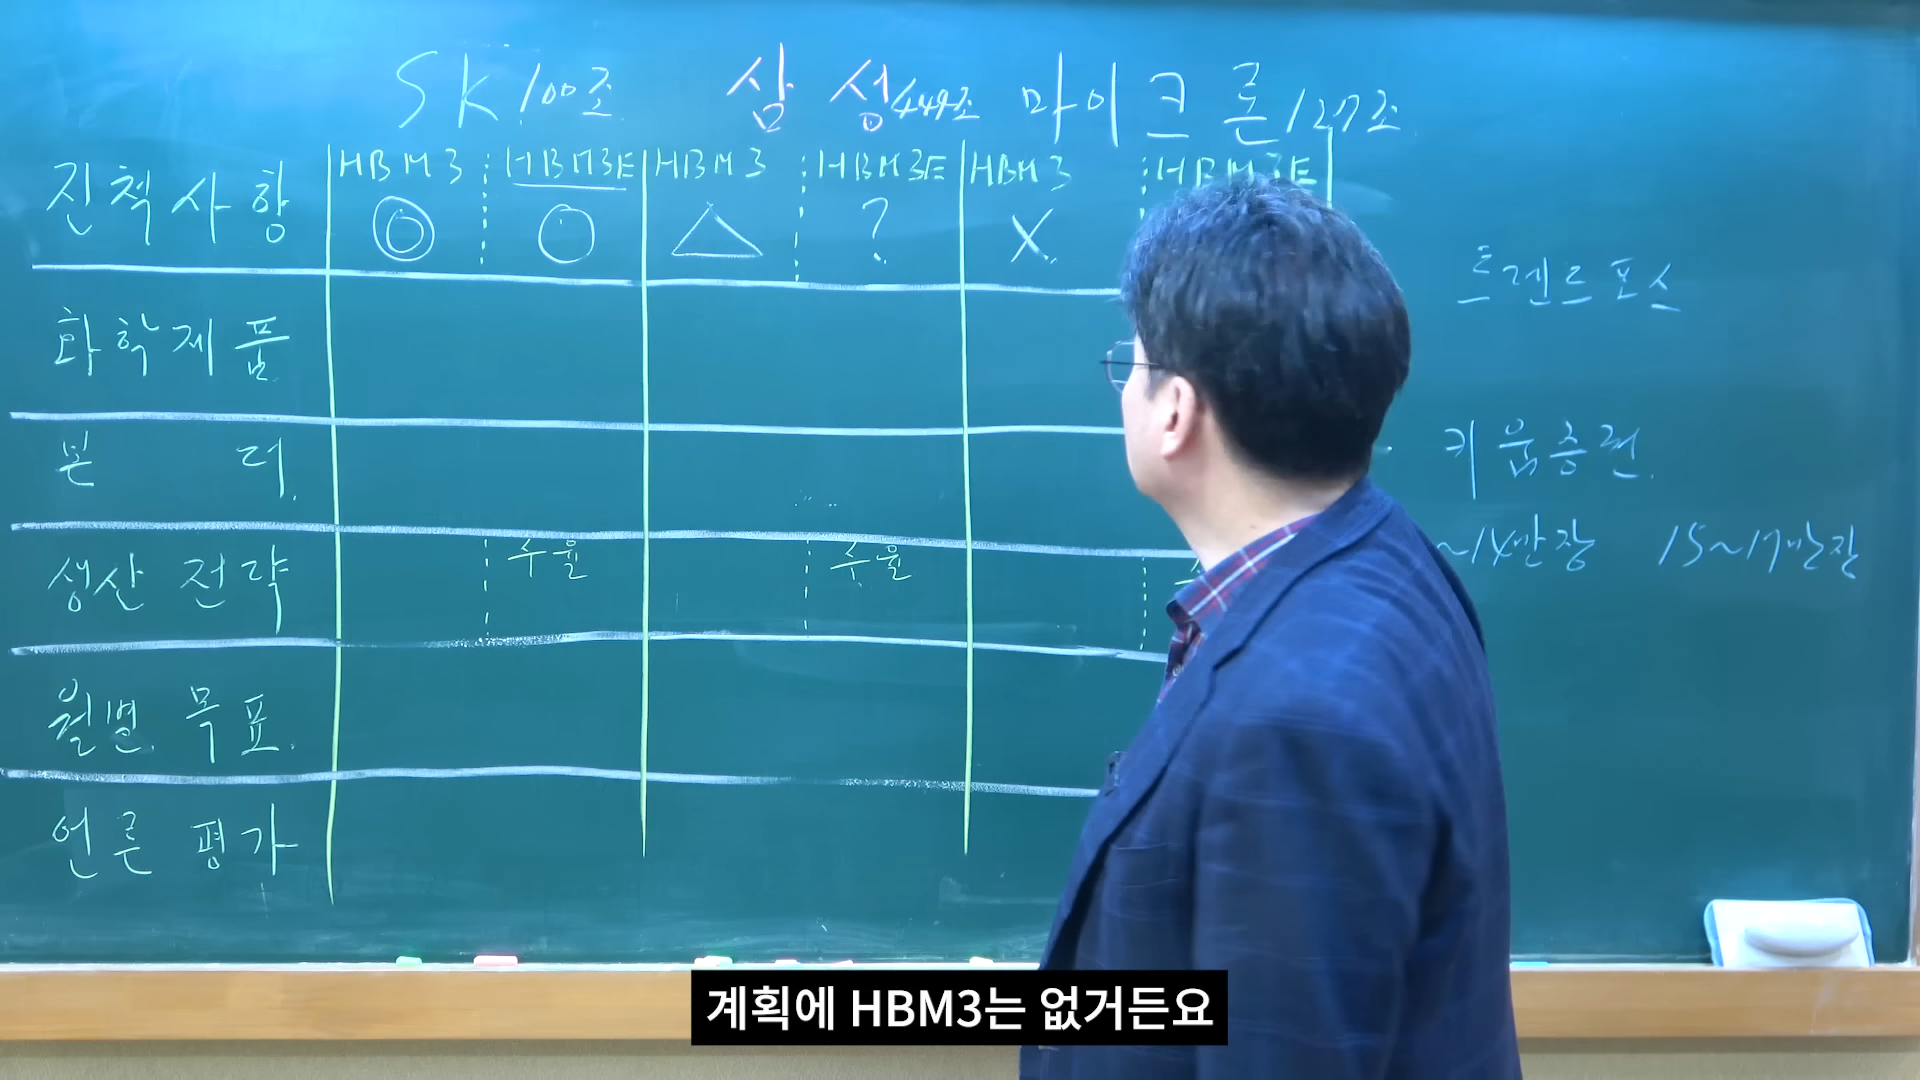 SK 100조 삼성 449조 마이크론 127조
진척사항 HBM3 HBM3E HBM3 HBM3E HBM3 HBM3E
◎ ○ △ ? X
트렌드포스
화학제품
본더
키움증권
생산전략 수율 수율
~14만장 15~17만장
월별 목표
언론 평가
계획에 HBM3는 없거든요